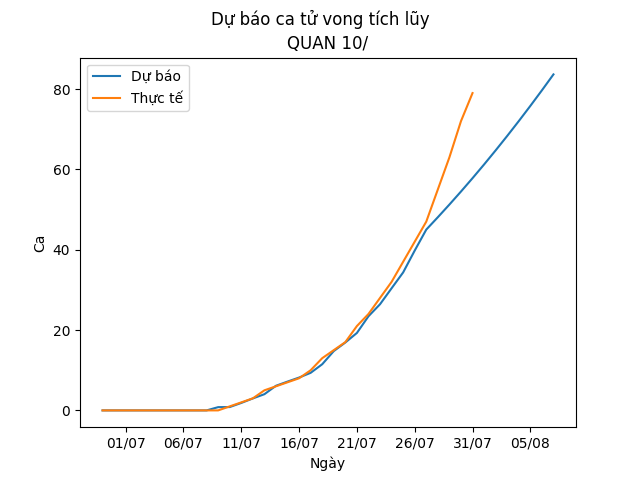 Dự báo ca tử vong tích lũy
QUAN 10/
Dự báo
Thực tế
80
60
40
20
0
Ca
01/07 06/07 11/07 16/07 21/07 26/07 31/07 05/08
Ngày